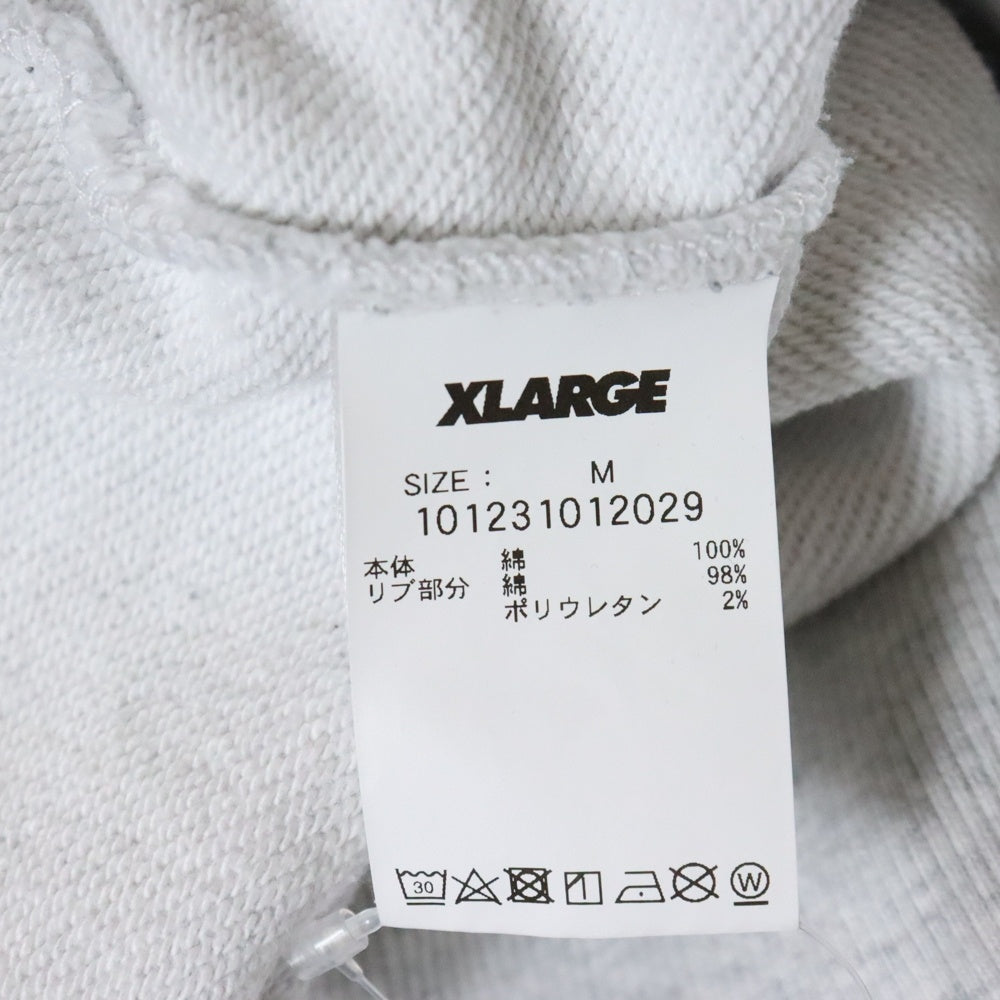 XLARGE
SIZE : M
101231012029
本体 綿 100%
リブ部分 綿 98%
ポリウレタン 2%
30 W